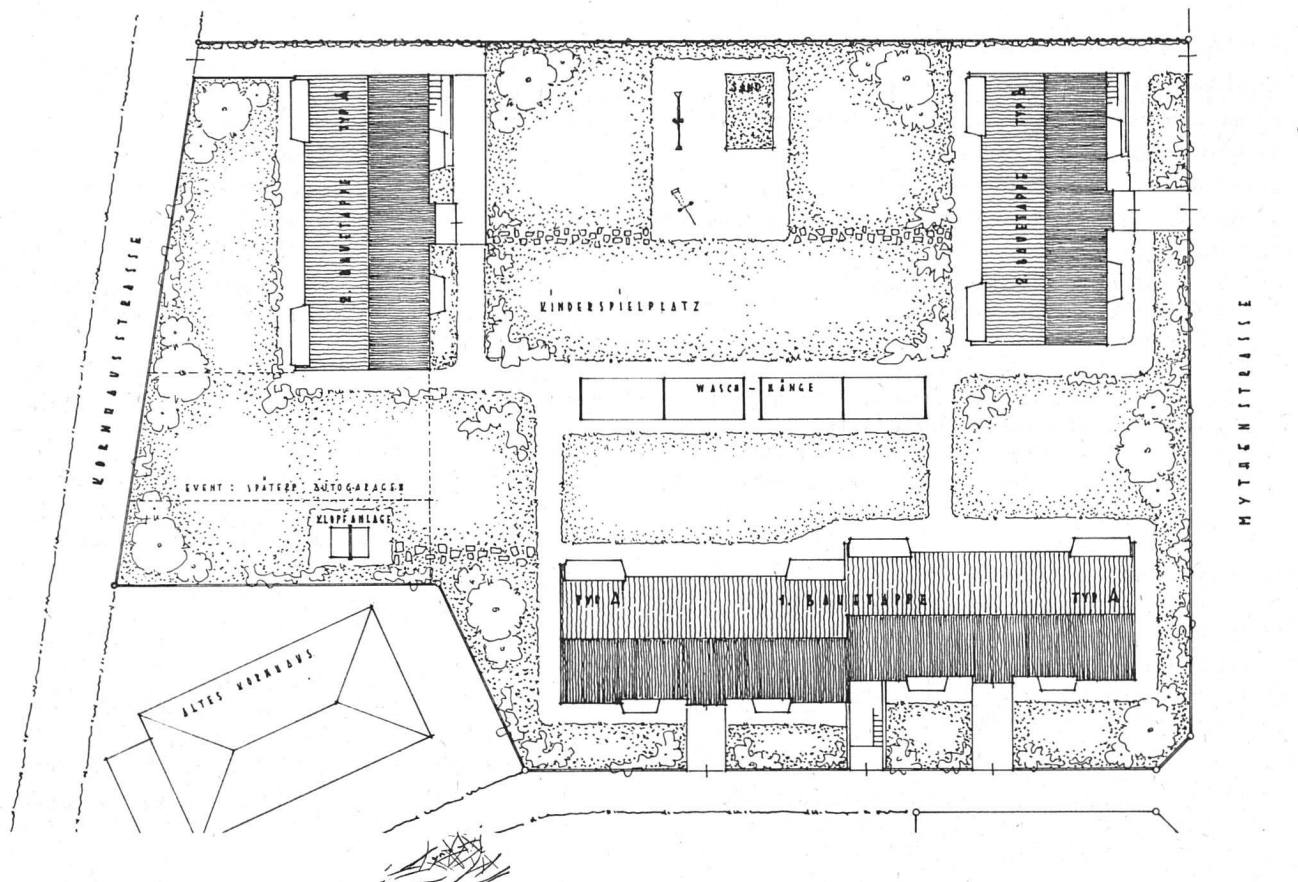 SAND
TYP A
2. BAUETAPPE
TYP B
2. BAUETAPPE
KINDERSPIELPLATZ
WASCH-HÄNGE
KORNHAUSSTRASSE
MYTHENSTRASSE
EVENT: SPÄTERE AUTOGARAGEN
KLOPFANLAGE
TYP A
1. BAUETAPPE
TYP A
ALTES KORNHAUS